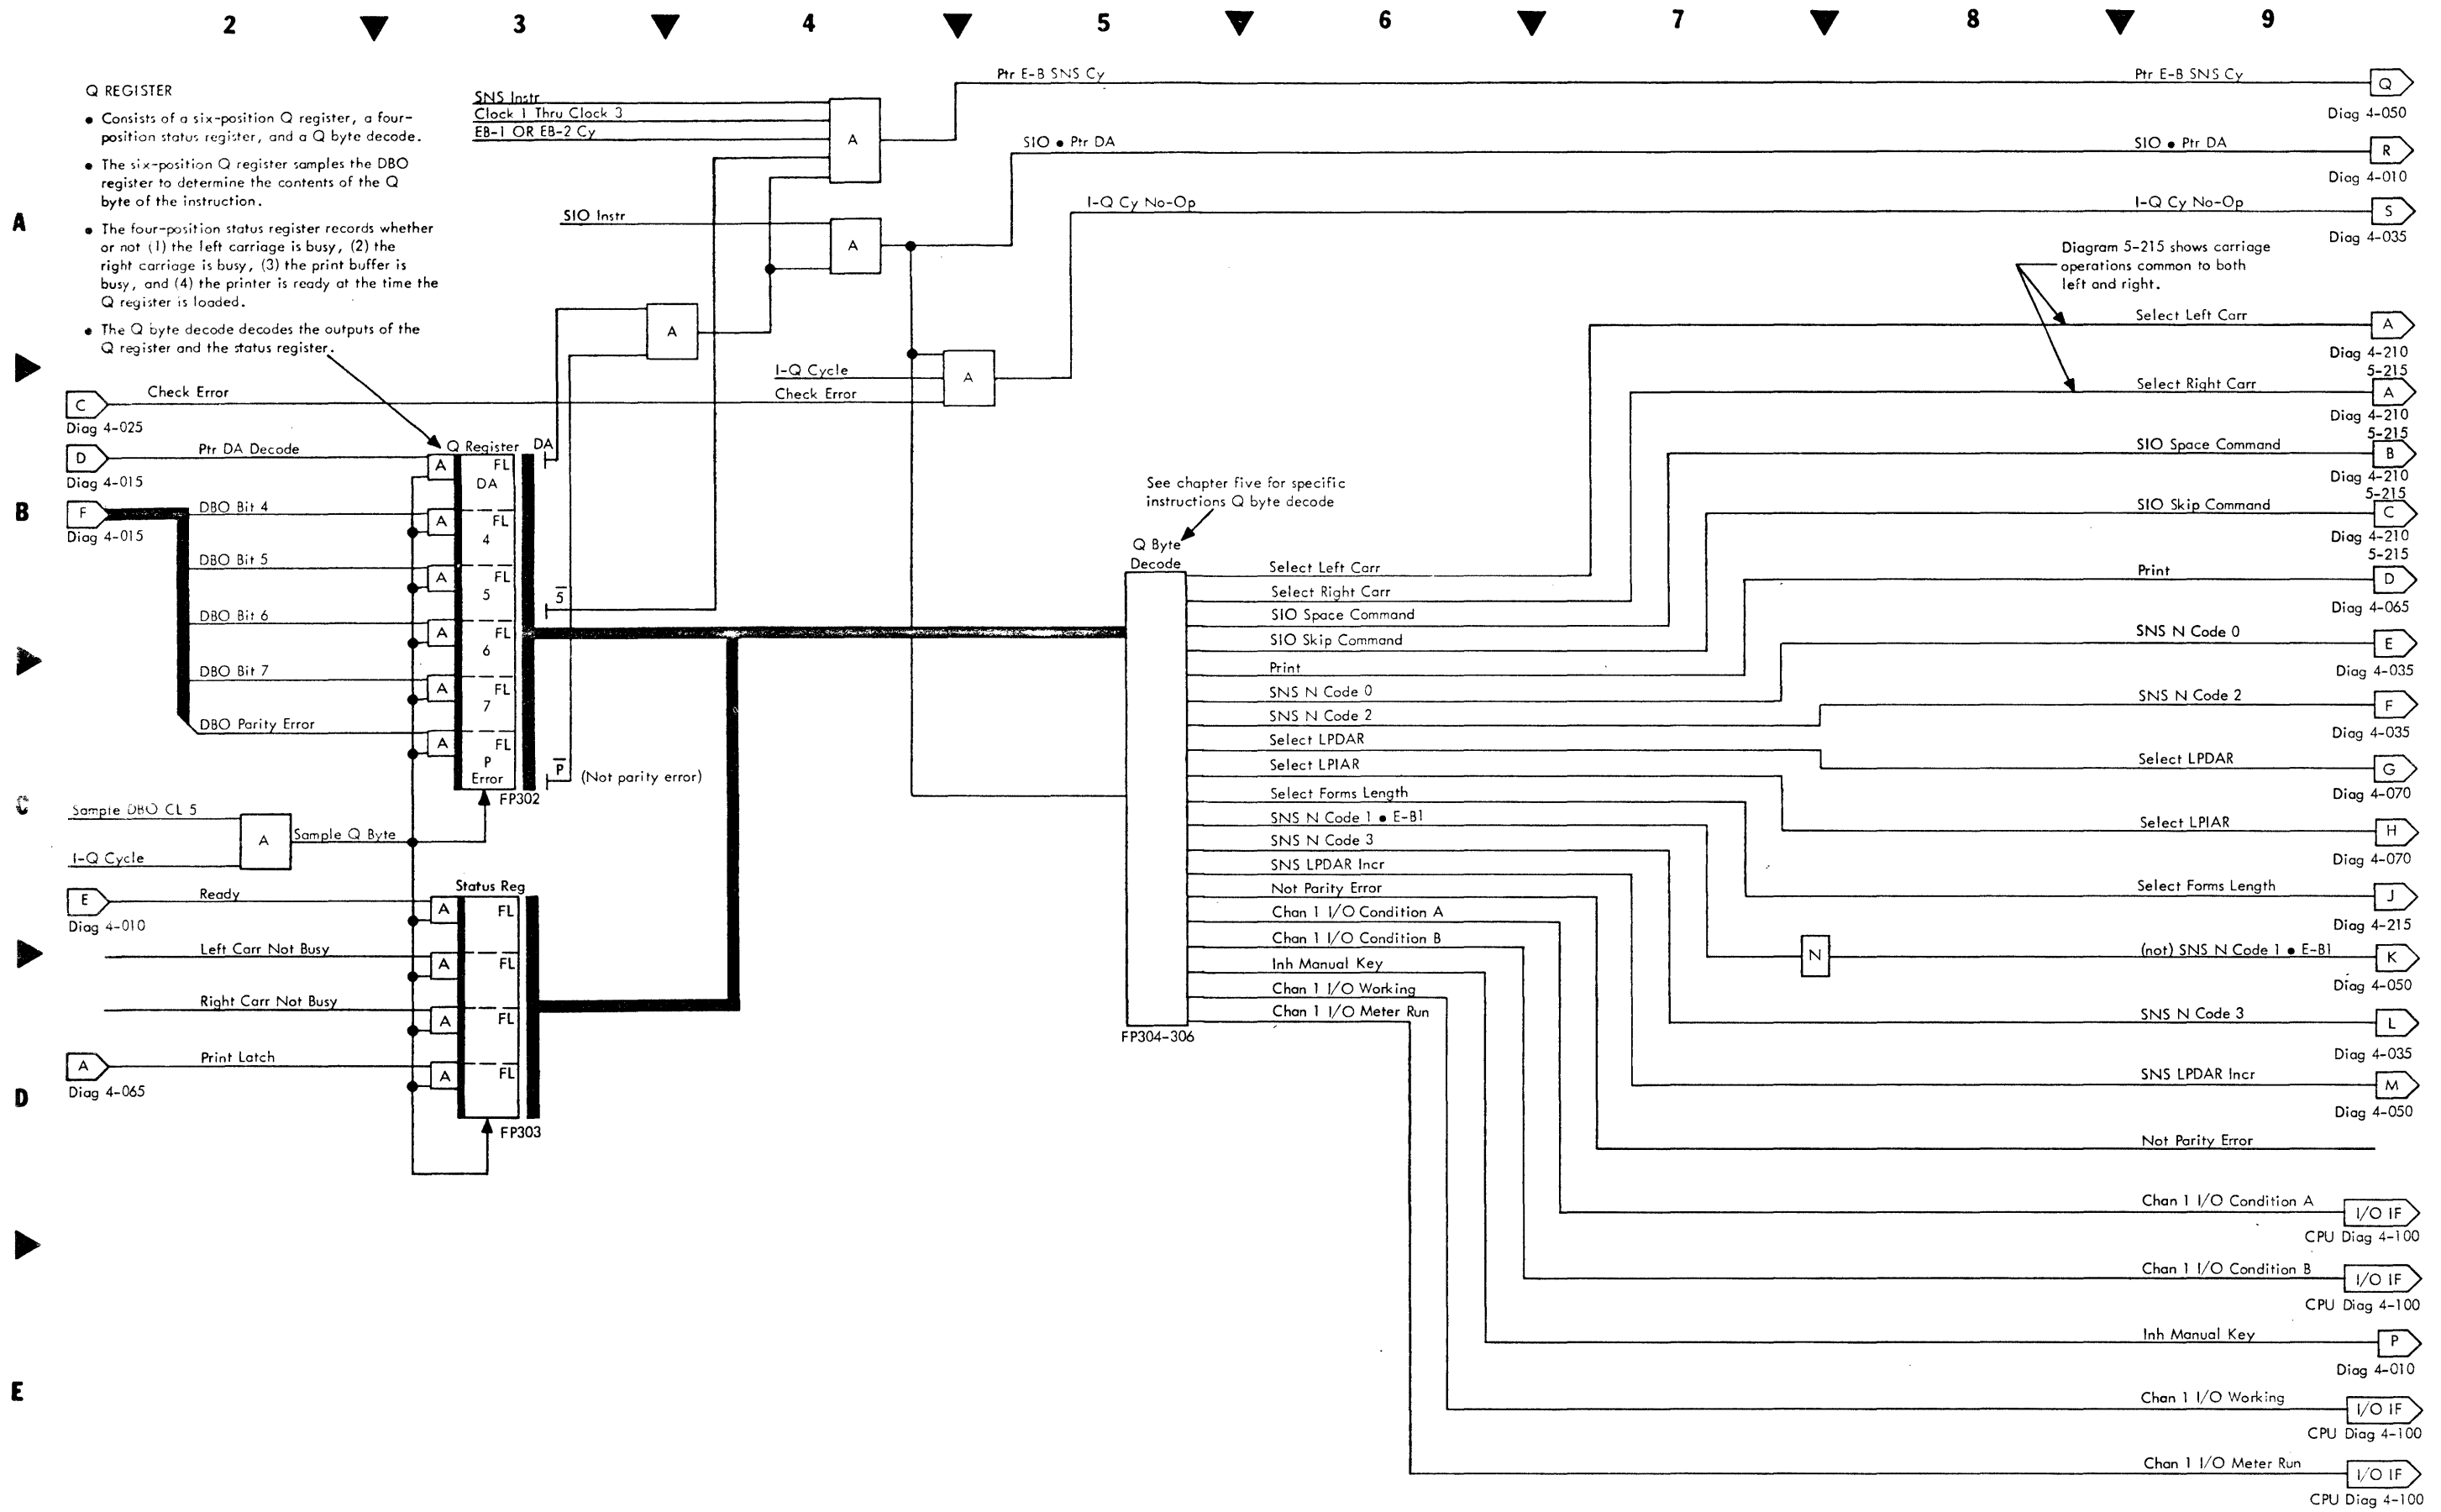 2 3 4 5 6 7 8 9
A
B
C
D
E
Q REGISTER
• Consists of a six-position Q register, a four-
position status register, and a Q byte decode.
• The six-position Q register samples the DBO
register to determine the contents of the Q
byte of the instruction.
• The four-position status register records whether
or not (1) the left carriage is busy, (2) the
right carriage is busy, (3) the print buffer is
busy, and (4) the printer is ready at the time the
Q register is loaded.
• The Q byte decode decodes the outputs of the
Q register and the status register.
SNS Instr
Clock 1 Thru Clock 3
EB-1 OR EB-2 Cy
A
SIO Instr
A
A
I-Q Cycle
Check Error
A
Ptr E-B SNS Cy
SIO • Ptr DA
I-Q Cy No-Op
C
Check Error
Diag 4-025
D
Ptr DA Decode
Diag 4-015
F
Diag 4-015
DBO Bit 4
DBO Bit 5
DBO Bit 6
DBO Bit 7
DBO Parity Error
Q Register
DA
A FL
DA
A FL
4
A FL
5
A FL
6
A FL
7
A FL
P
Error
FP302
5̅
P̅
(Not parity error)
Sample DBO CL 5
I-Q Cycle
A
Sample Q Byte
E
Ready
Diag 4-010
Left Carr Not Busy
Right Carr Not Busy
A
Print Latch
Diag 4-065
Status Reg
A FL
A FL
A FL
A FL
FP303
See chapter five for specific
instructions Q byte decode
Q Byte
Decode
FP304-306
Select Left Carr
Select Right Carr
SIO Space Command
SIO Skip Command
Print
SNS N Code 0
SNS N Code 2
Select LPDAR
Select LPIAR
Select Forms Length
SNS N Code 1 • E-B1
SNS N Code 3
SNS LPDAR Incr
Not Parity Error
Chan 1 I/O Condition A
Chan 1 I/O Condition B
Inh Manual Key
Chan 1 I/O Working
Chan 1 I/O Meter Run
N
Ptr E-B SNS Cy
Q
Diag 4-050
SIO • Ptr DA
R
Diag 4-010
I-Q Cy No-Op
S
Diag 4-035
Diagram 5-215 shows carriage
operations common to both
left and right.
Select Left Carr
A
Diag 4-210
5-215
Select Right Carr
A
Diag 4-210
5-215
SIO Space Command
B
Diag 4-210
5-215
SIO Skip Command
C
Diag 4-210
5-215
Print
D
Diag 4-065
SNS N Code 0
E
Diag 4-035
SNS N Code 2
F
Diag 4-035
Select LPDAR
G
Diag 4-070
Select LPIAR
H
Diag 4-070
Select Forms Length
J
Diag 4-215
(not) SNS N Code 1 • E-B1
K
Diag 4-050
SNS N Code 3
L
Diag 4-035
SNS LPDAR Incr
M
Diag 4-050
Not Parity Error
Chan 1 I/O Condition A
I/O IF
CPU Diag 4-100
Chan 1 I/O Condition B
I/O IF
CPU Diag 4-100
Inh Manual Key
P
Diag 4-010
Chan 1 I/O Working
I/O IF
CPU Diag 4-100
Chan 1 I/O Meter Run
I/O IF
CPU Diag 4-100